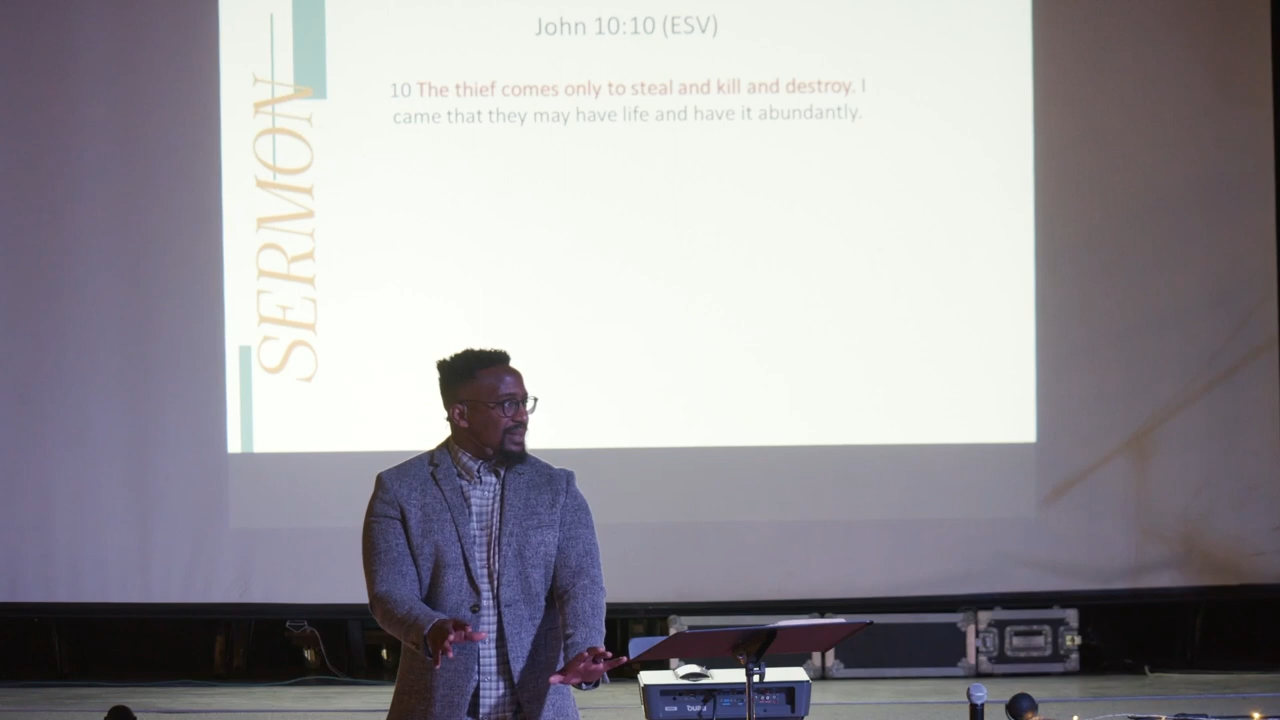 John 10:10 (ESV)
10 The thief comes only to steal and kill and destroy. I
came that they may have life and have it abundantly.
SERMON